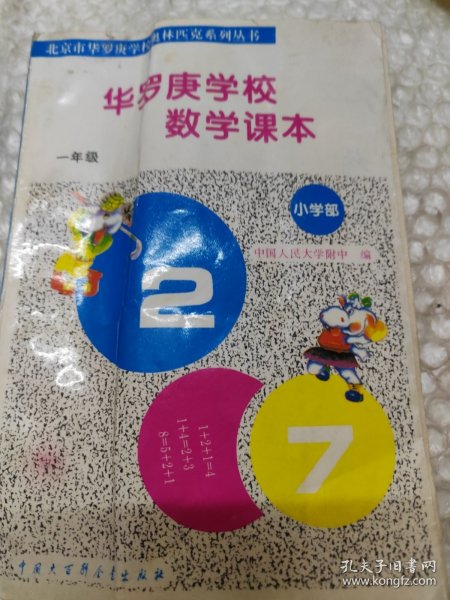 北京市华罗庚学校奥林匹克系列丛书
华罗庚学校
数学课本
一年级
小学部
中国人民大学附中 编
2
7
1+2+1=4
1+4=2+3
8=5+2+1
中国大百科全书出版社
孔夫子旧书网
www.kongfz.com